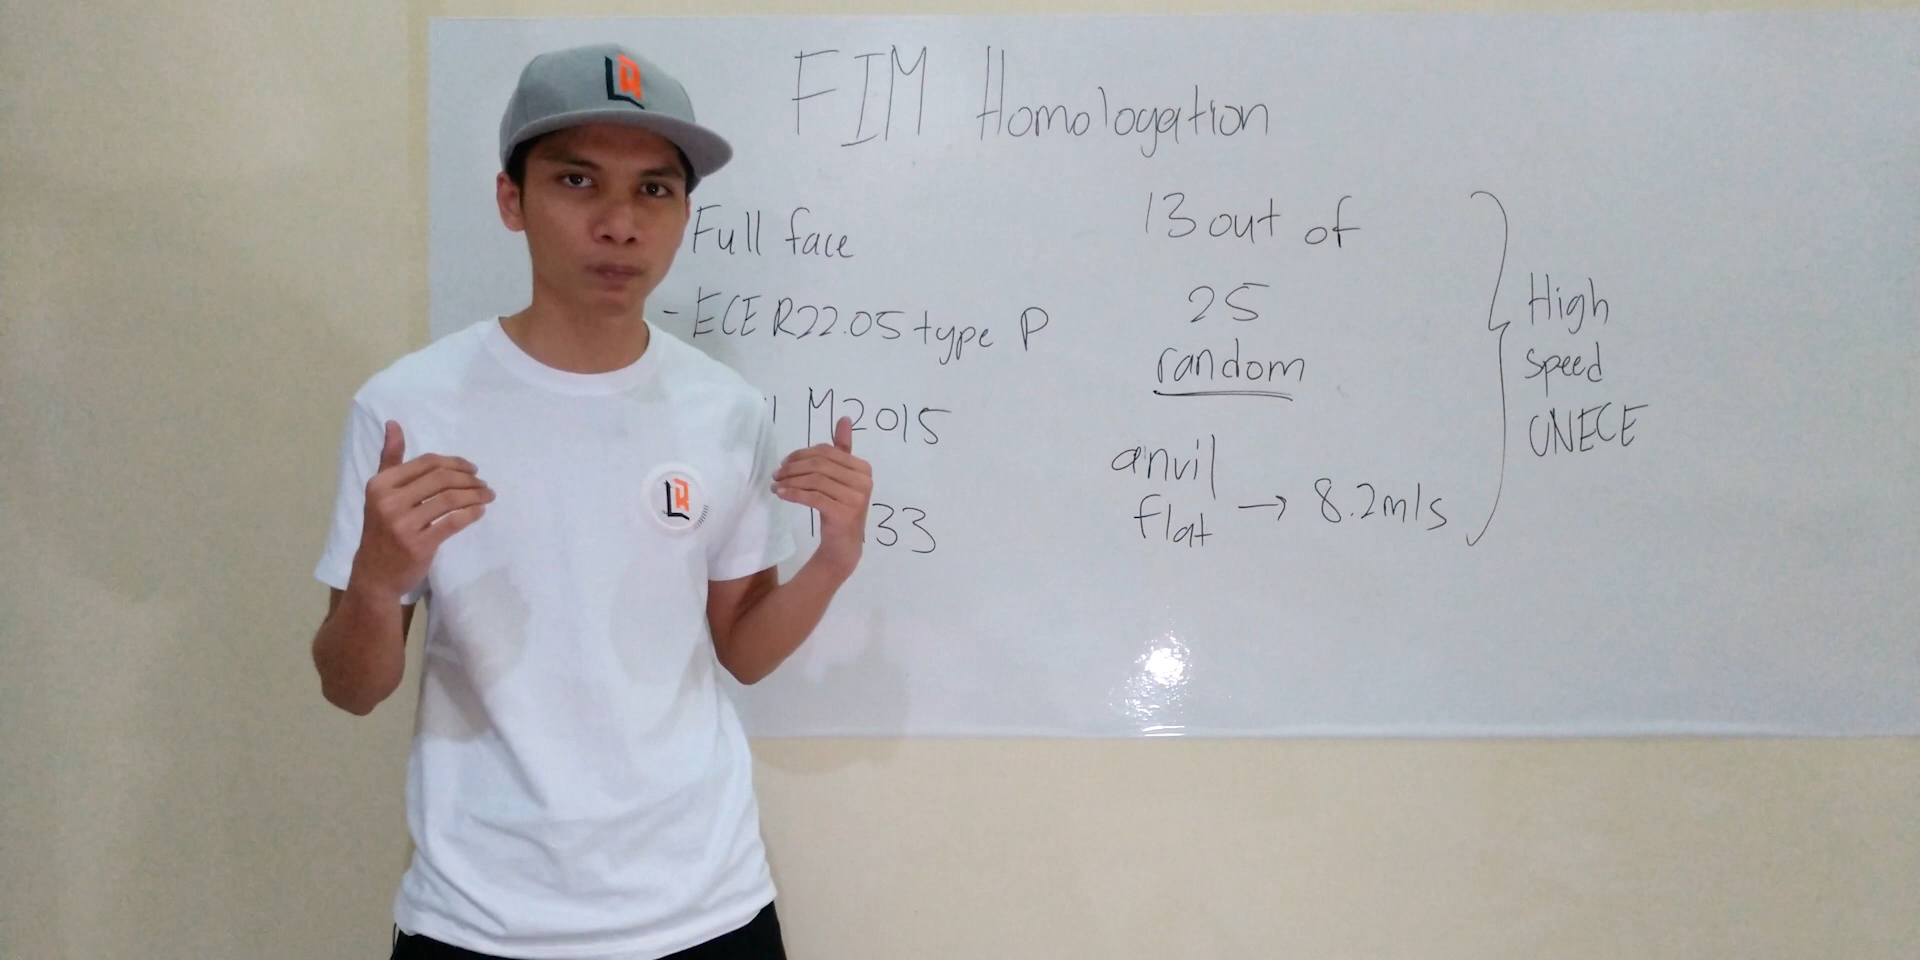 FIM Homologation
Full face
- ECE R22.05 type P
M2015
33
13 out of
25
random
anvil
flat → 8.2m/s
High
speed
UNECE